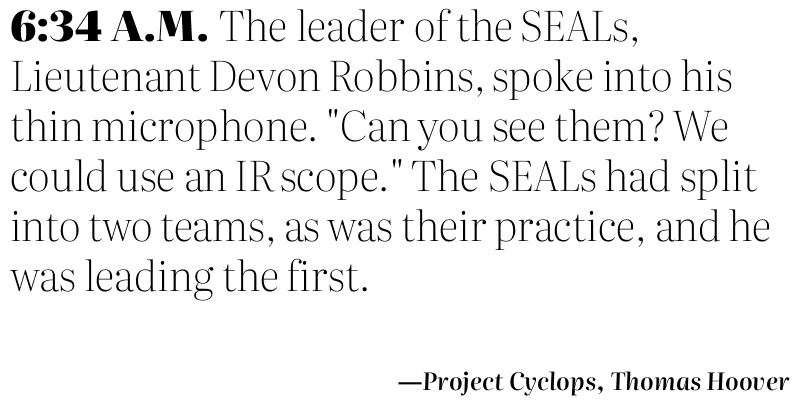 6:34 A.M. The leader of the SEALs,
Lieutenant Devon Robbins, spoke into his
thin microphone. "Can you see them? We
could use an IR scope." The SEALs had split
into two teams, as was their practice, and he
was leading the first.
—Project Cyclops, Thomas Hoover